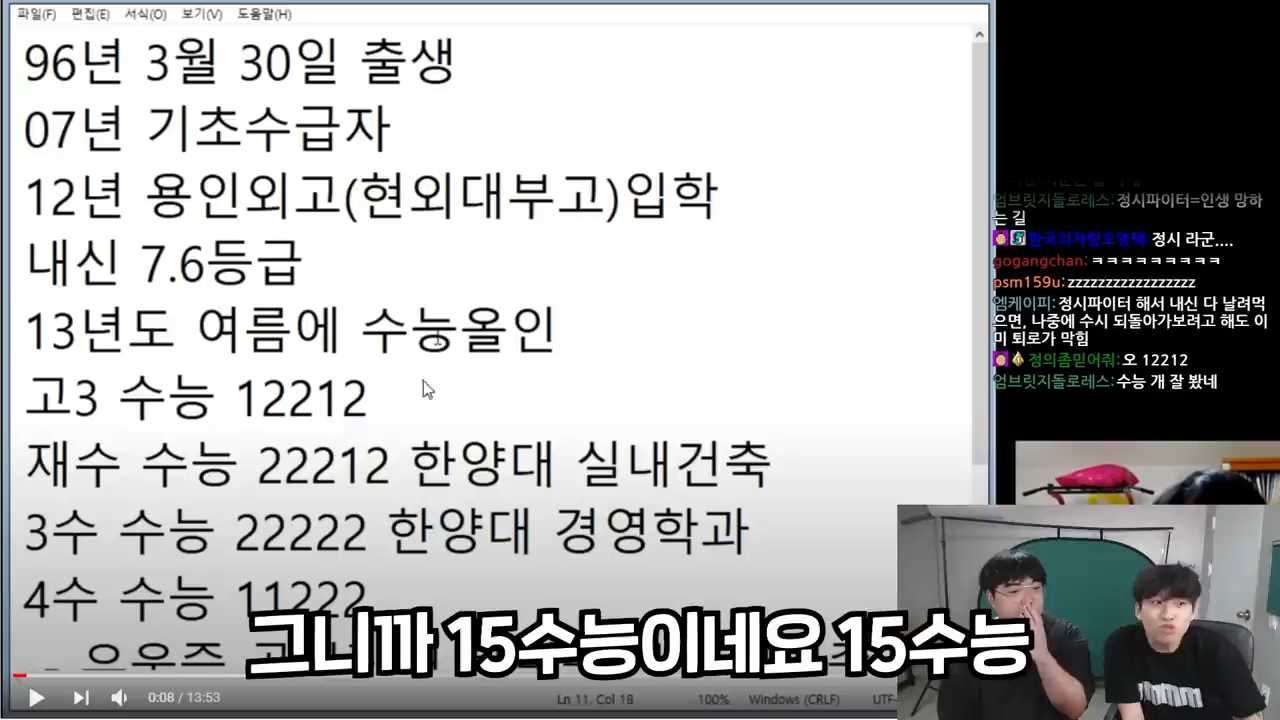 파일(F) 편집(E) 서식(O) 보기(V) 도움말(H)
96년 3월 30일 출생
07년 기초수급자
12년 용인외고(현외대부고)입학
내신 7.6등급
13년도 여름에 수능올인
고3 수능 12212
재수 수능 22212 한양대 실내건축
3수 수능 22222 한양대 경영학과
4수 수능 11222
그니까 15수능이네요 15수능
0:08 / 13:53
Ln 11, Col 18 100% Windows (CRLF) UTF-
엄브릿지돌로레스: 정시파이터=인생 망하
는 길
한국의자랑오영택: 정시 라군....
gogangchan: ㅋㅋㅋㅋㅋㅋㅋㅋㅋ
psm159u: zzzzzzzzzzzzzzzzzz
엠케이피: 정시파이터 해서 내신 다 날려먹
으면, 나중에 수시 되돌아가보려고 해도 이
미 퇴로가 막힘
정의좀믿어줘: 오 12212
엄브릿지돌로레스: 수능 개 잘 봤네